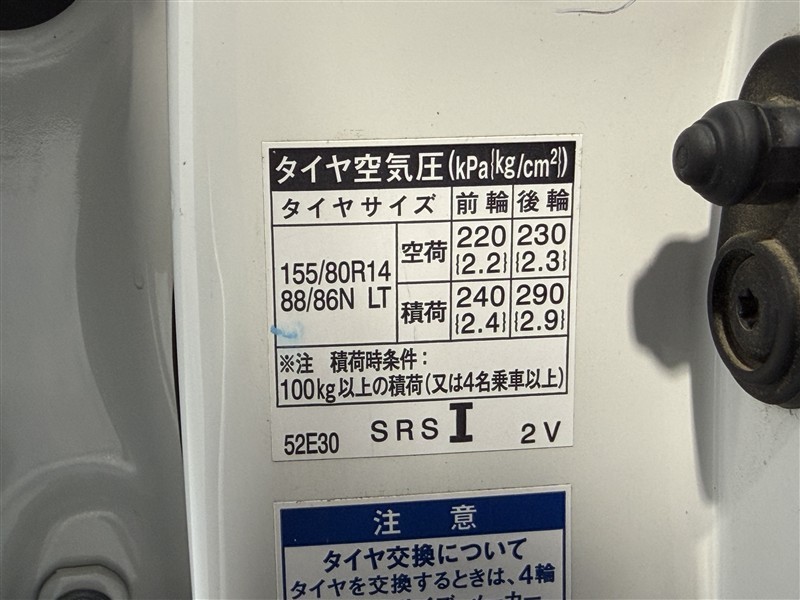 タイヤ空気圧(kPa{kg/cm²})
タイヤサイズ 前輪 後輪
155/80R14
88/86N LT
空荷 220 230
{2.2} {2.3}
積荷 240 290
{2.4} {2.9}
※注 積荷時条件:
100kg以上の積荷(又は4名乗車以上)
52E30 SRS I 2V
注意
タイヤ交換について
タイヤを交換するときは、4輪